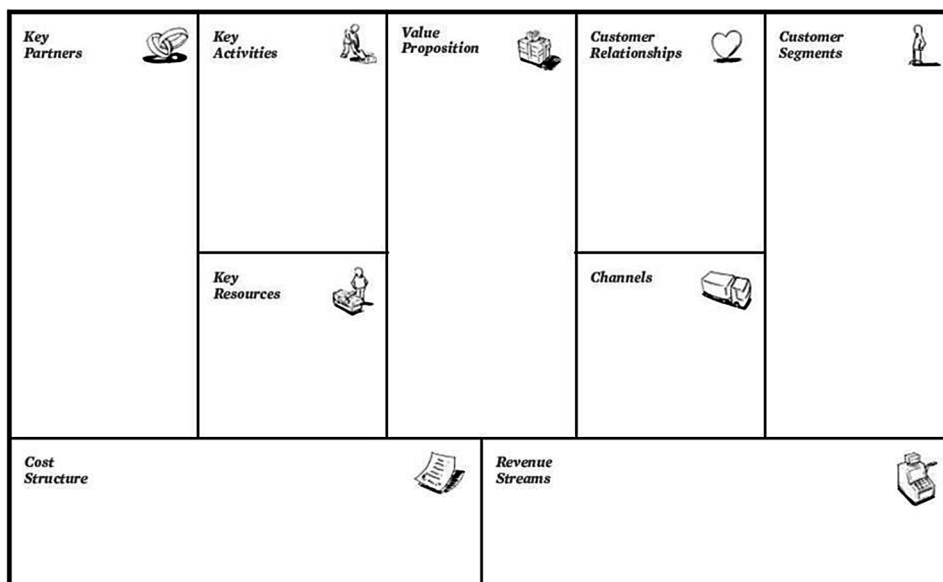 Key
Partners
Key
Activities
Value
Proposition
Customer
Relationships
Customer
Segments
Key
Resources
Channels
Cost
Structure
Revenue
Streams